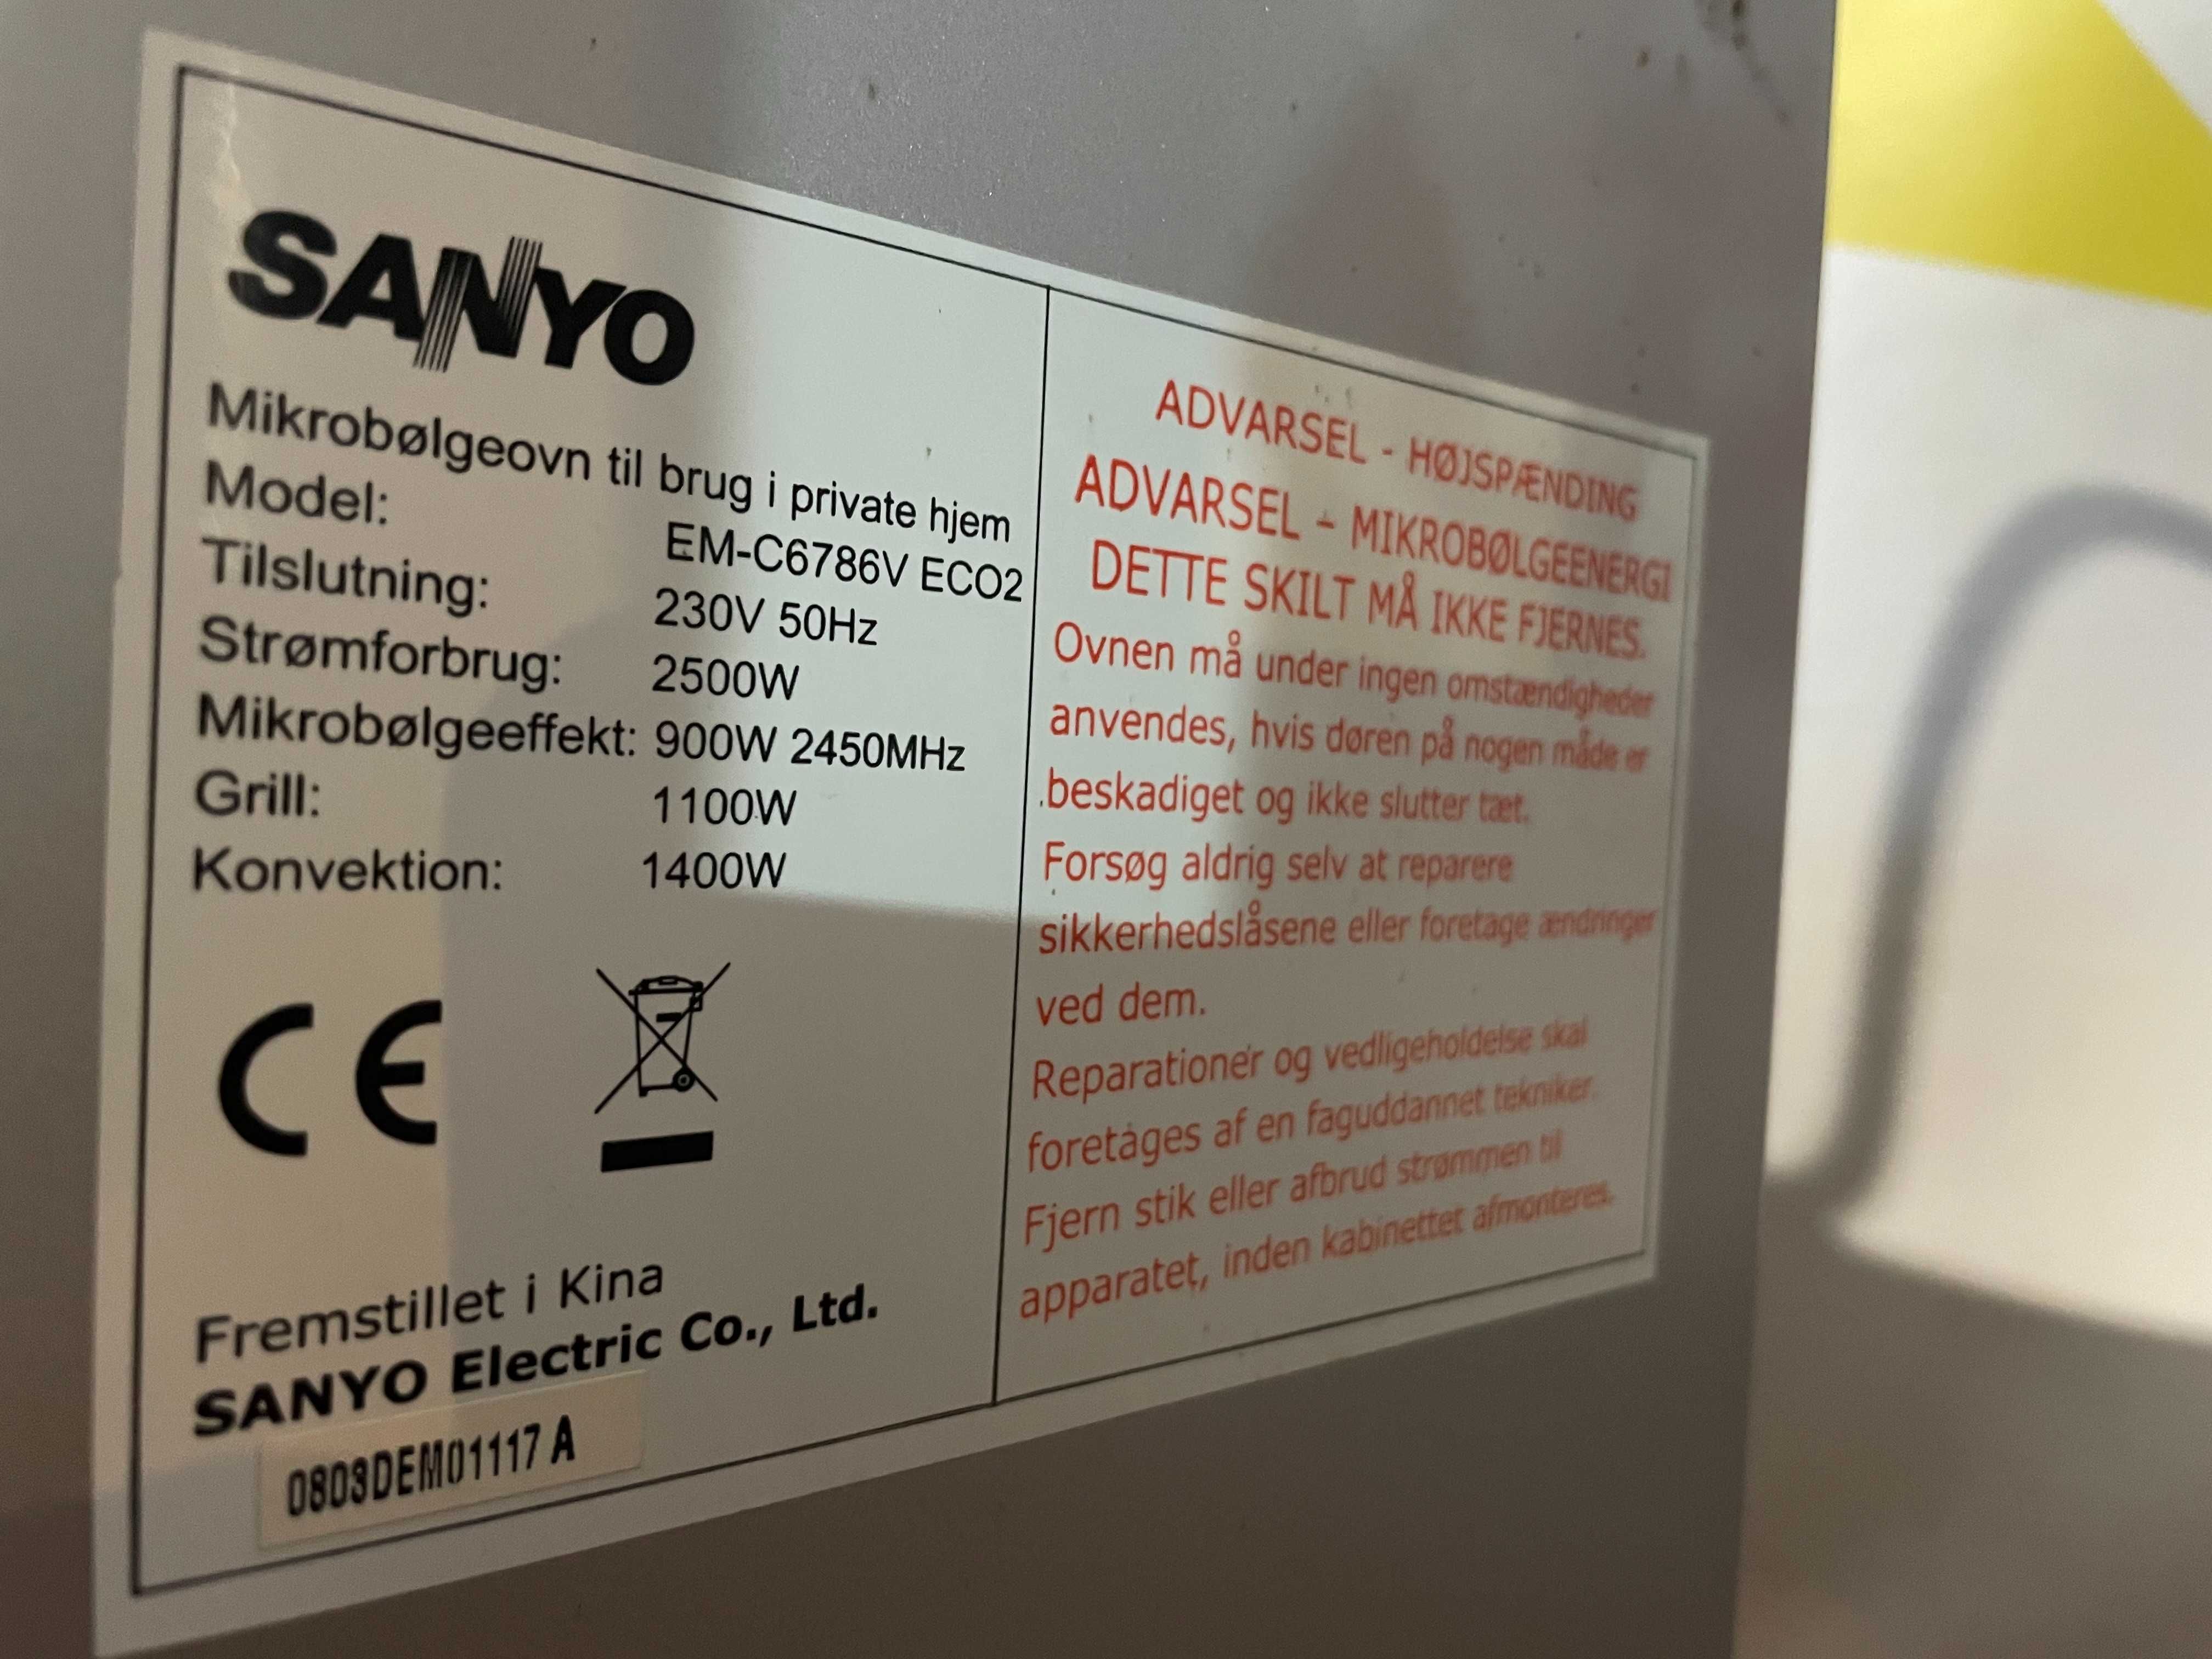 SANYO
Mikrobølgeovn til brug i private hjem
Model: EM-C6786V ECO2
Tilslutning: 230V 50Hz
Strømforbrug: 2500W
Mikrobølgeeffekt: 900W 2450MHz
Grill: 1100W
Konvektion: 1400W
CE
Fremstillet i Kina
SANYO Electric Co., Ltd.
0803DEM01117 A
ADVARSEL - HØJSPÆNDING
ADVARSEL - MIKROBØLGEENERGI
DETTE SKILT MÅ IKKE FJERNES.
Ovnen må under ingen omstændigheder
anvendes, hvis døren på nogen måde er
beskadiget og ikke slutter tæt.
Forsøg aldrig selv at reparere
sikkerhedslåsene eller foretage ændringer
ved dem.
Reparationer og vedligeholdelse skal
foretages af en faguddannet tekniker.
Fjern stik eller afbrud strømmen til
apparatet, inden kabinettet afmonteres.